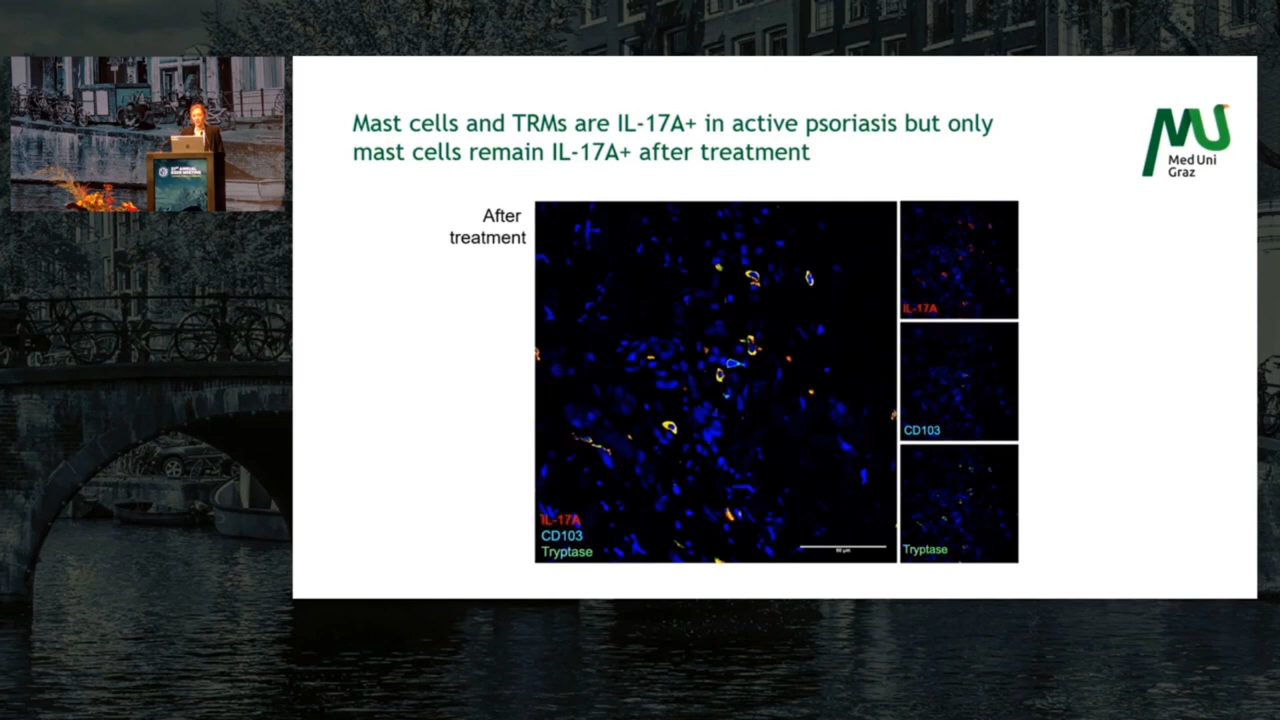 Mast cells and TRMs are IL-17A+ in active psoriasis but only
mast cells remain IL-17A+ after treatment
Med Uni
Graz
After
treatment
IL-17A
CD103
Tryptase
IL-17A
CD103
Tryptase